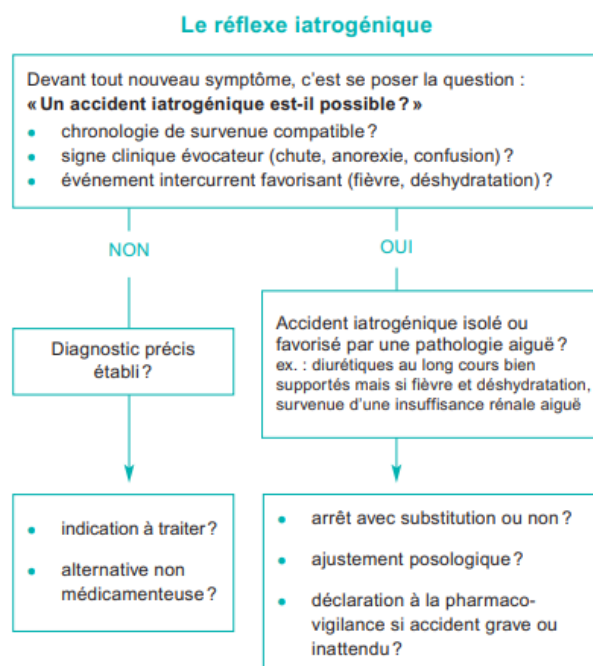 Le réflexe iatrogénique
Devant tout nouveau symptôme, c’est se poser la question :
« Un accident iatrogénique est-il possible ? »
• chronologie de survenue compatible ?
• signe clinique évocateur (chute, anorexie, confusion) ?
• événement intercurrent favorisant (fièvre, déshydratation) ?
NON
OUI
Diagnostic précis
établi ?
Accident iatrogénique isolé ou
favorisé par une pathologie aiguë ?
ex. : diurétiques au long cours bien
supportés mais si fièvre et déshydratation,
survenue d’une insuffisance rénale aiguë
• indication à traiter ?
• alternative non
médicamenteuse ?
• arrêt avec substitution ou non ?
• ajustement posologique ?
• déclaration à la pharmaco-
vigilance si accident grave ou
inattendu ?